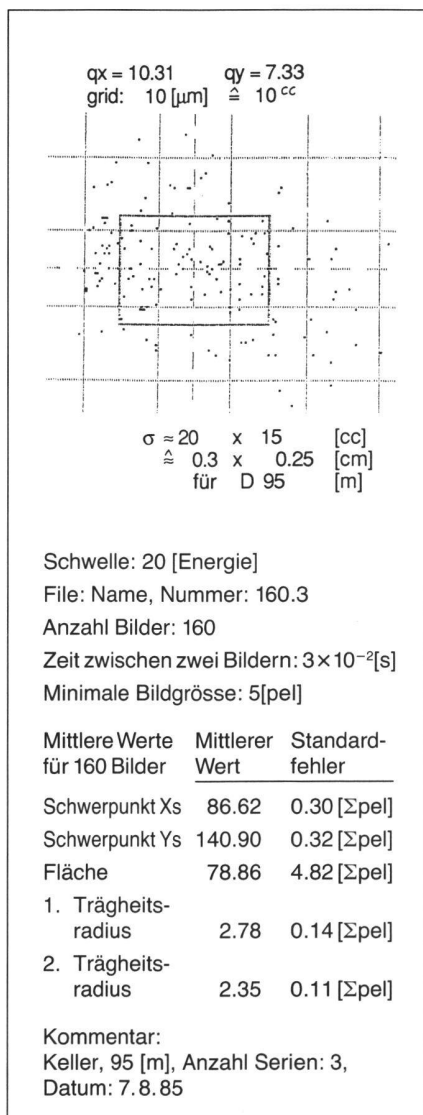 qx = 10.31 qy = 7.33
grid: 10 [μm] ≙ 10 cc
σ ≈ 20 x 15 [cc]
≙ 0.3 x 0.25 [cm]
für D 95 [m]
Schwelle: 20 [Energie]
File: Name, Nummer: 160.3
Anzahl Bilder: 160
Zeit zwischen zwei Bildern: 3×10⁻²[s]
Minimale Bildgrösse: 5[pel]
Mittlere Werte Mittlerer Standard-
für 160 Bilder Wert fehler
Schwerpunkt Xs 86.62 0.30 [Σpel]
Schwerpunkt Ys 140.90 0.32 [Σpel]
Fläche 78.86 4.82 [Σpel]
1. Trägheits-
radius 2.78 0.14 [Σpel]
2. Trägheits-
radius 2.35 0.11 [Σpel]
Kommentar:
Keller, 95 [m], Anzahl Serien: 3,
Datum: 7.8.85